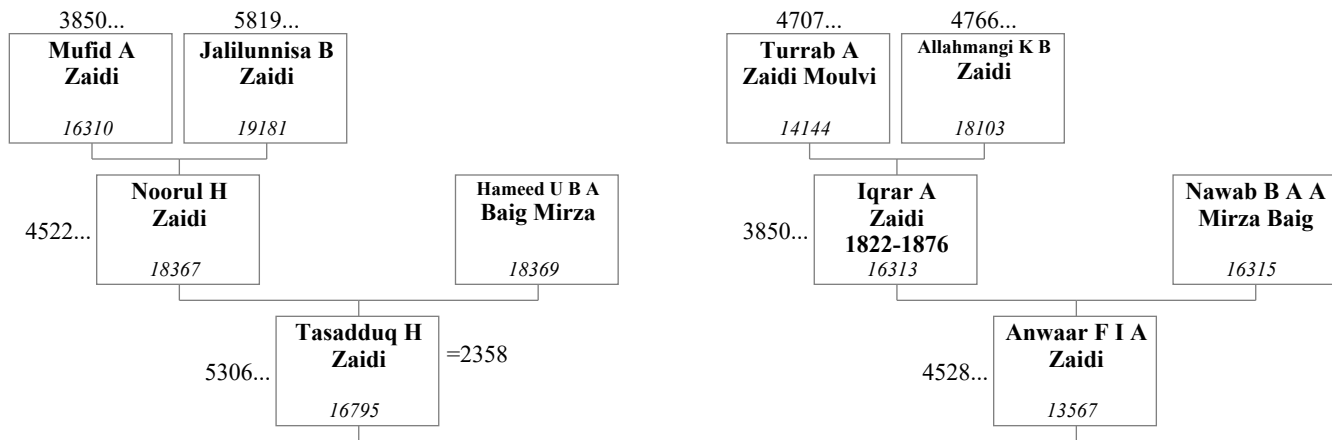 3850...
5819...
4707...
4766...
Mufid A
Zaidi
16310
Jalilunnisa B
Zaidi
19181
Turrab A
Zaidi Moulvi
14144
Allahmangi K B
Zaidi
18103
4522...
Noorul H
Zaidi
18367
Hameed U B A
Baig Mirza
18369
3850...
Iqrar A
Zaidi
1822-1876
16313
Nawab B A A
Mirza Baig
16315
5306...
Tasadduq H
Zaidi
16795
=2358
4528...
Anwaar F I A
Zaidi
13567